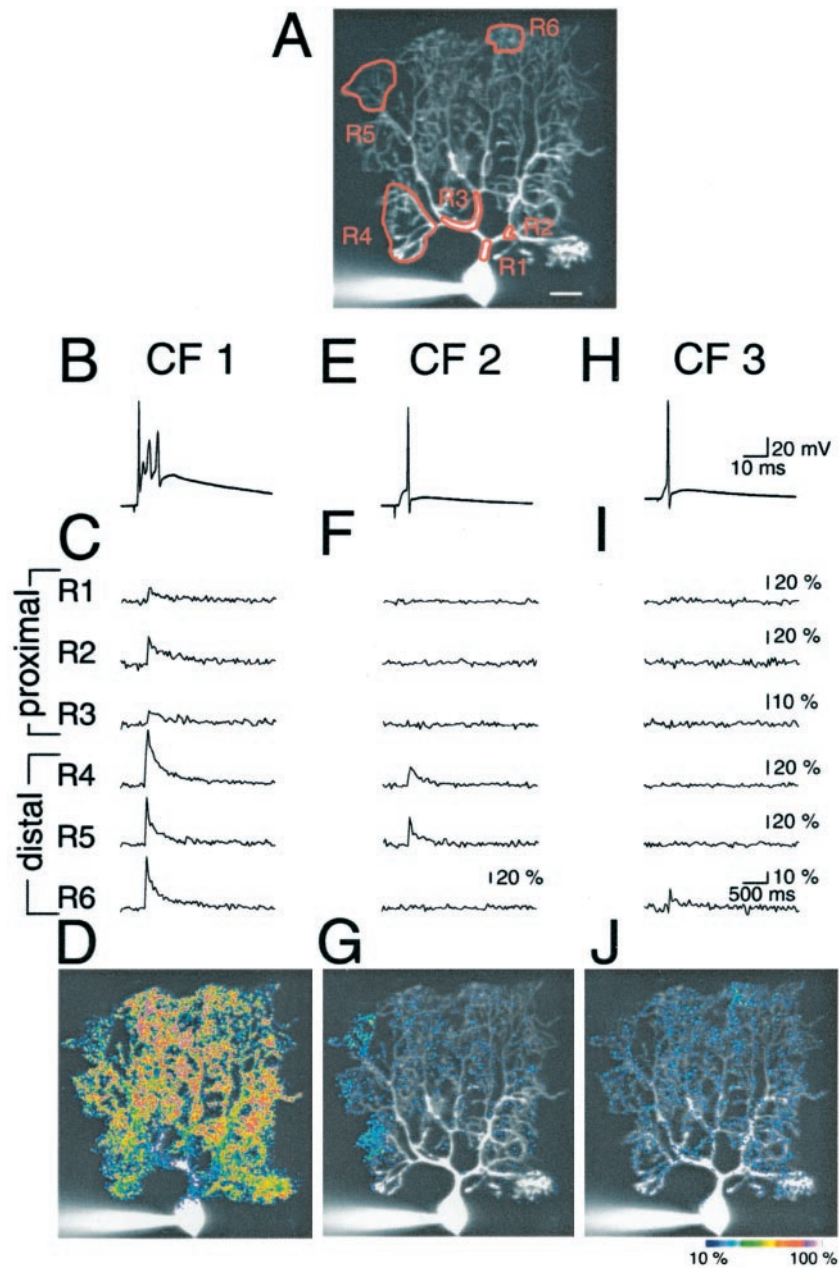 A
R6
R5
R3
R4
R2
R1
B CF 1 E CF 2 H CF 3
20 mV
10 ms
C F I
proximal
R1 20 %
R2 20 %
R3 10 %
distal
R4 20 %
R5 20 %
R6 20 % 10 %
500 ms
D G J
10 % 100 %